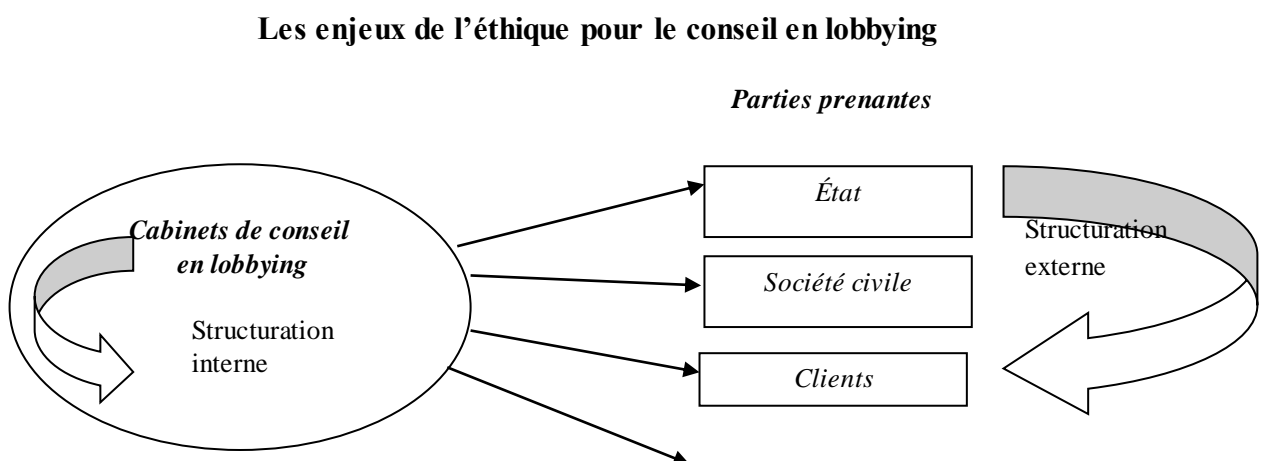 Les enjeux de l’éthique pour le conseil en lobbying
Parties prenantes
État
Cabinets de conseil
en lobbying
Structuration
externe
Société civile
Structuration
interne
Clients